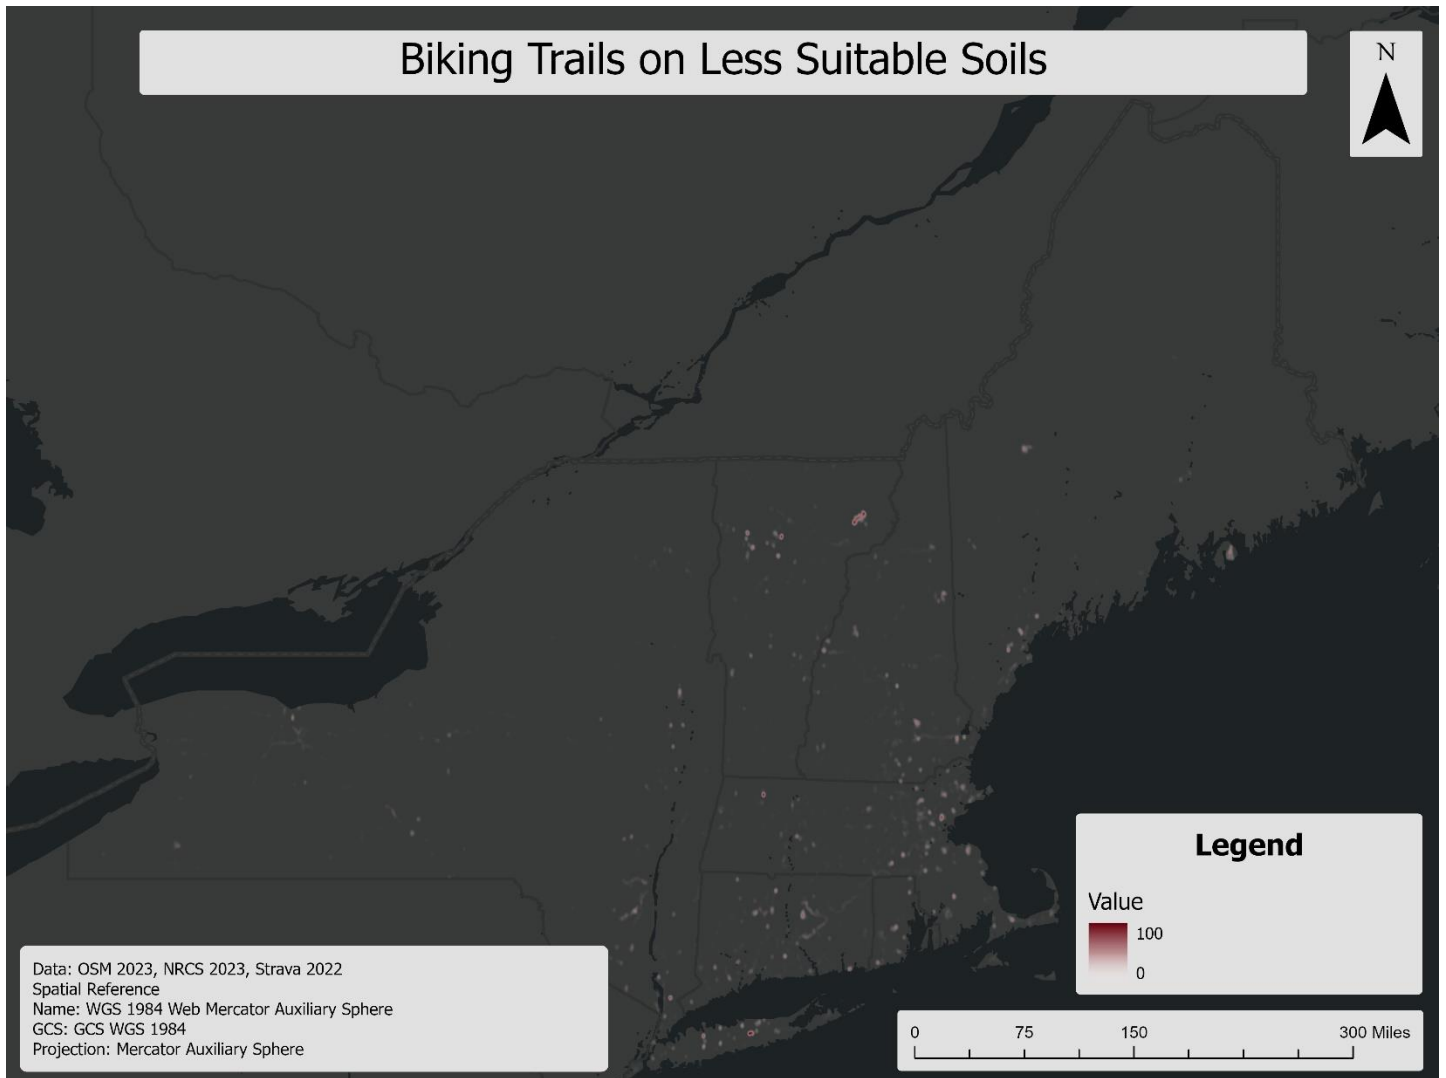 Biking Trails on Less Suitable Soils
N
Legend
Value
100
0
Data: OSM 2023, NRCS 2023, Strava 2022
Spatial Reference
Name: WGS 1984 Web Mercator Auxiliary Sphere
GCS: GCS WGS 1984
Projection: Mercator Auxiliary Sphere
0 75 150 300 Miles